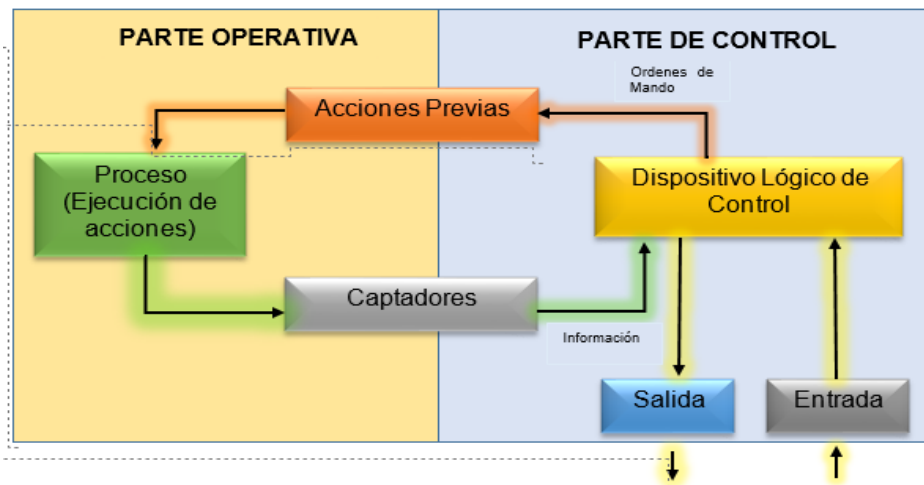 PARTE OPERATIVA
PARTE DE CONTROL
Ordenes de
Mando
Acciones Previas
Proceso
(Ejecución de
acciones)
Dispositivo Lógico de
Control
Captadores
Información
Salida
Entrada